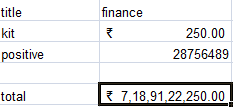 title finance
kit ₹ 250.00
positive 28756489
total ₹ 7,18,91,22,250.00